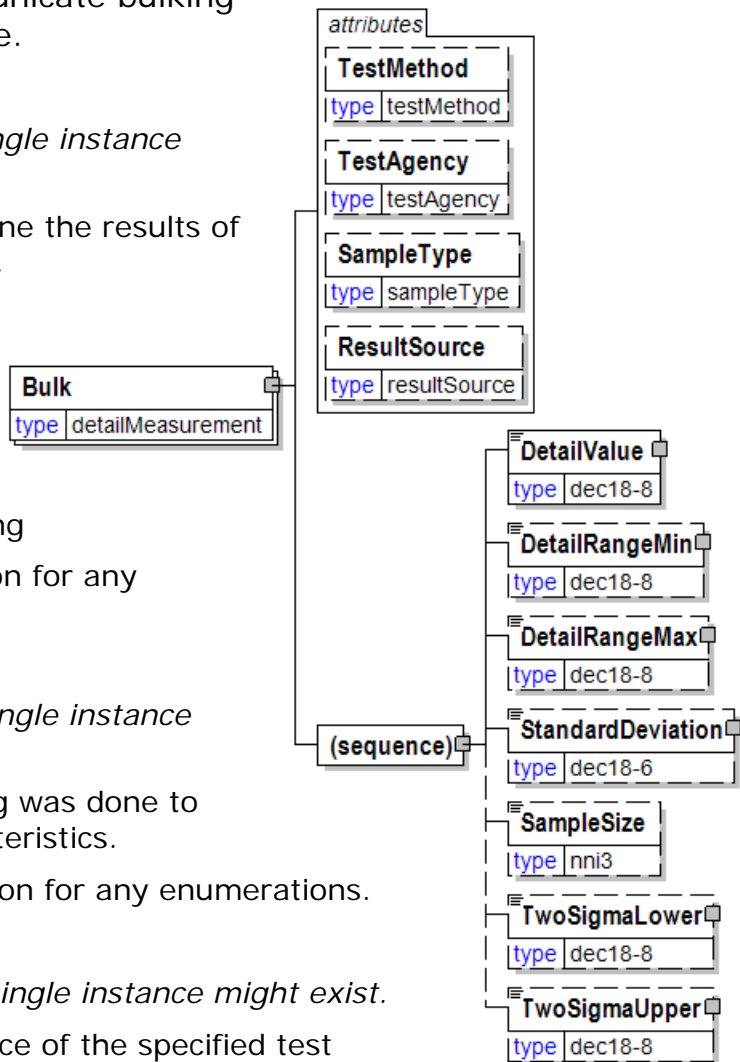 bulking
e.
ngle instance
ne the results of
ng
on for any
ngle instance
g was done to
teristics.
on for any enumerations.
single instance might exist.
ce of the specified test
attributes
TestMethod
type testMethod
TestAgency
type testAgency
SampleType
type sampleType
ResultSource
type resultSource
Bulk
type detailMeasurement
(sequence)
DetailValue
type dec18-8
DetailRangeMin
type dec18-8
DetailRangeMax
type dec18-8
StandardDeviation
type dec18-6
SampleSize
type nni3
TwoSigmaLower
type dec18-8
TwoSigmaUpper
type dec18-8